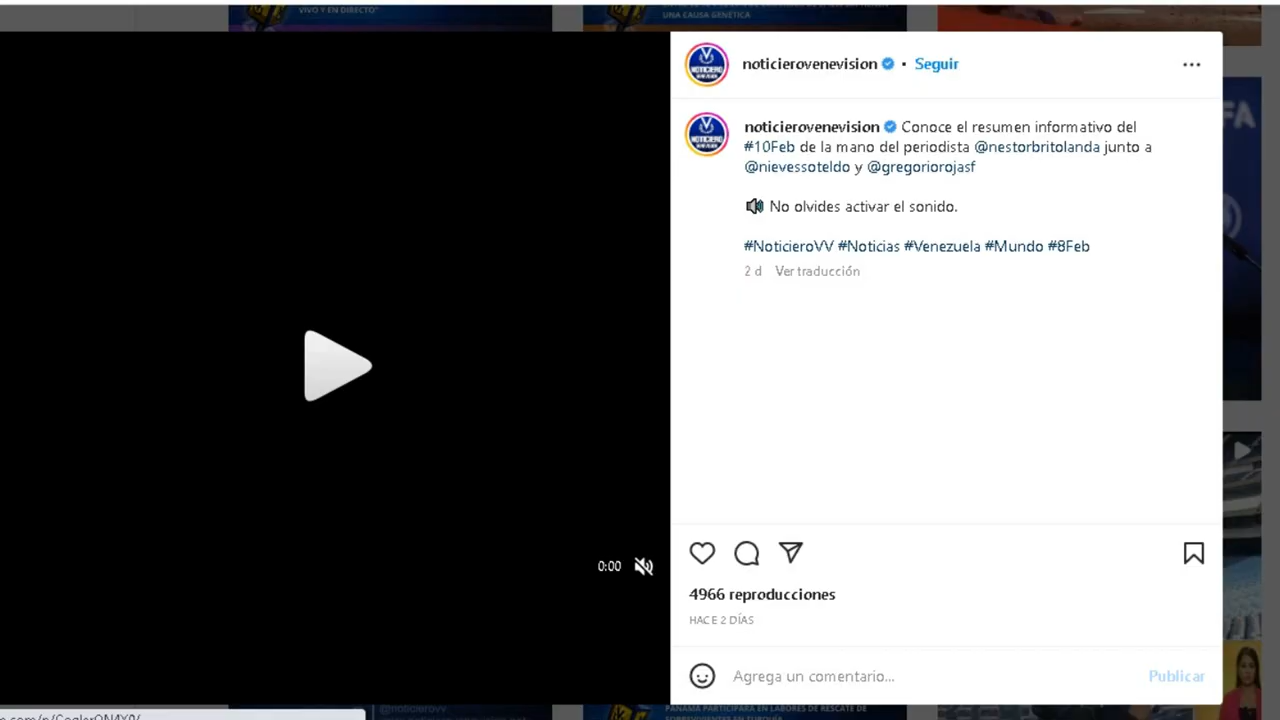 VIVO Y EN DIRECTO"
UNA CAUSA GENÉTICA
noticierovenevision • Seguir
noticierovenevision Conoce el resumen informativo del
#10Feb de la mano del periodista @nestorbritolanda junto a
@nievessoteldo y @gregoriorojasf
No olvides activar el sonido.
#NoticieroVV #Noticias #Venezuela #Mundo #8Feb
2 d Ver traducción
0:00
4966 reproducciones
HACE 2 DÍAS
Agrega un comentario... Publicar
@noticierovv
PANAMÁ PARTICIPARÁ EN LABORES DE RESCATE DE
SOBREVIVIENTES EN TURQUÍA
NOTICIERO
FA